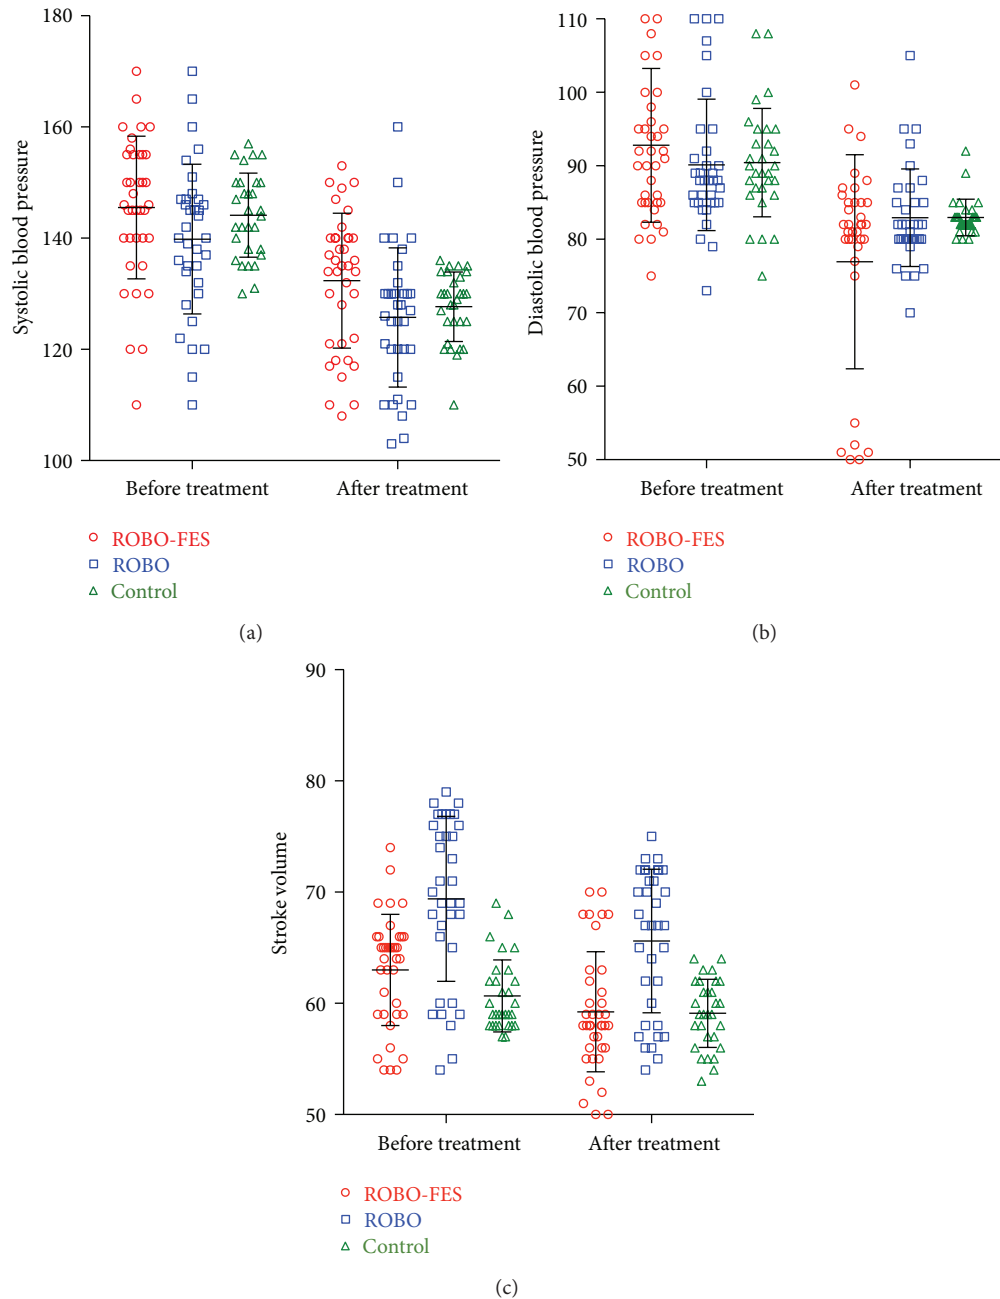 180
160
140
120
100
Systolic blood pressure
Before treatment After treatment
ROBO-FES
ROBO
Control
(a)
110
100
90
80
70
60
50
Diastolic blood pressure
Before treatment After treatment
ROBO-FES
ROBO
Control
(b)
90
80
70
60
50
Stroke volume
Before treatment After treatment
ROBO-FES
ROBO
Control
(c)